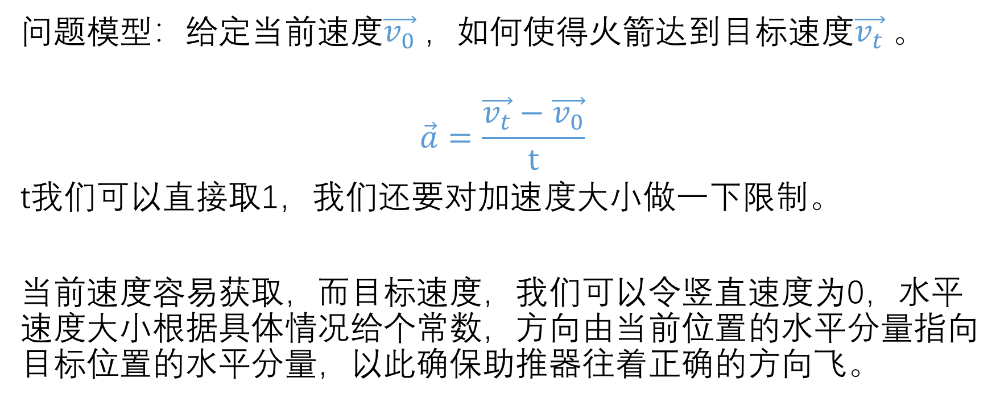 问题模型：给定当前速度$\overrightarrow{v_0}$，如何使得火箭达到目标速度$\overrightarrow{v_t}$。
$\vec{a} = \frac{\overrightarrow{v_t} - \overrightarrow{v_0}}{t}$
t我们可以直接取1，我们还要对加速度大小做一下限制。
当前速度容易获取，而目标速度，我们可以令竖直速度为0，水平
速度大小根据具体情况给个常数，方向由当前位置的水平分量指向
目标位置的水平分量，以此确保助推器往着正确的方向飞。